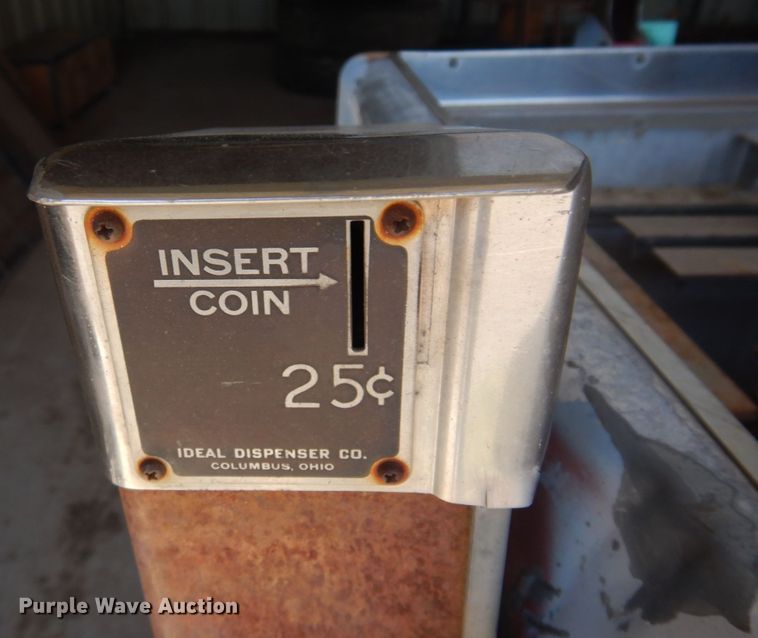 INSERT
COIN
25¢
IDEAL DISPENSER CO.
COLUMBUS, OHIO
Purple Wave Auction